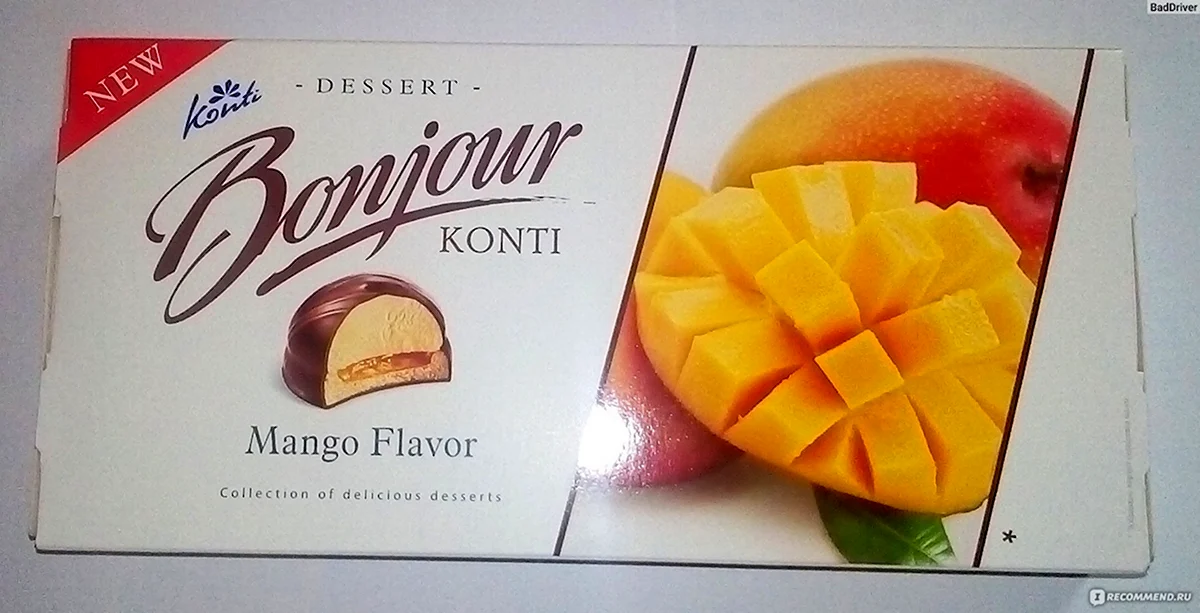 BadDriver
NEW
Konti
- DESSERT -
Bonjour
KONTI
Mango Flavor
Collection of delicious desserts
*
RECOMMEND.RU